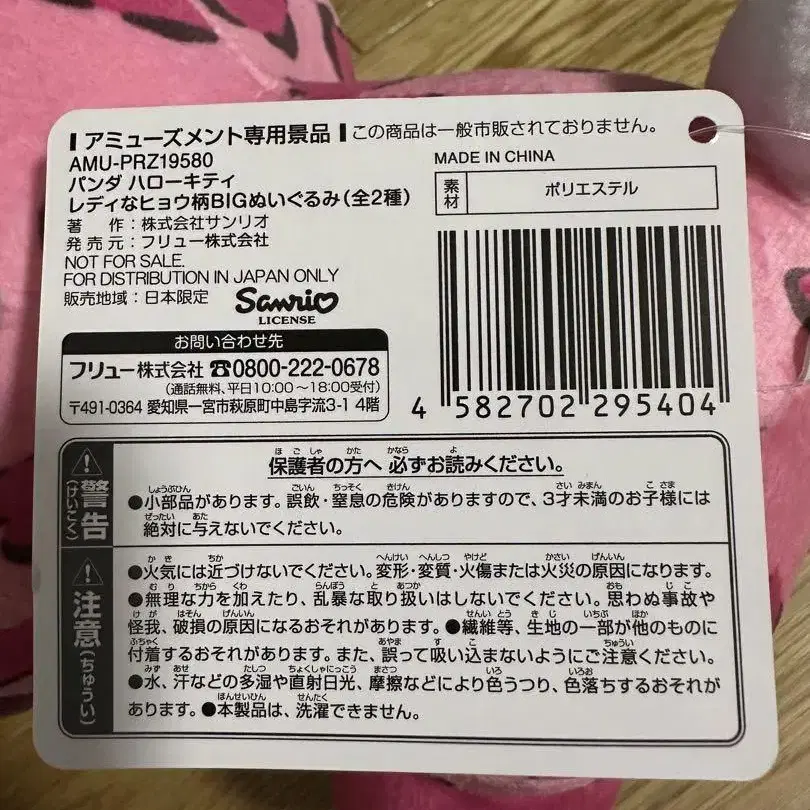 アミューズメント専用景品 この商品は一般市販されておりません。
AMU-PRZ19580
パンダ ハローキティ
レディなヒョウ柄BIGぬいぐるみ(全2種)
著 作:株式会社サンリオ
発 売 元:フリュー株式会社
NOT FOR SALE.
FOR DISTRIBUTION IN JAPAN ONLY
販売地域:日本限定
Sanrio
LICENSE
お問い合わせ先
フリュー株式会社 ☎0800-222-0678
(通話無料、平日10:00~18:00受付)
〒491-0364 愛知県一宮市萩原町中島字流3-1 4階
MADE IN CHINA
素材 ポリエステル
4 582702 295404
警告(けいこく)
保護者の方へ 必ずお読みください。
●小部品があります。誤飲・窒息の危険がありますので、3才未満のお子様には
絶対に与えないでください。
注意(ちゅうい)
●火気には近づけないでください。変形・変質・火傷または火災の原因になります。
●無理な力を加えたり、乱暴な取り扱いはしないでください。思わぬ事故や
怪我、破損の原因になるおそれがあります。●繊維等、生地の一部が他のものに
付着するおそれがあります。また、誤って吸い込まないようにご注意ください。
●水、汗などの多湿や直射日光、摩擦などにより色うつり、色落ちするおそれが
あります。●本製品は、洗濯できません。